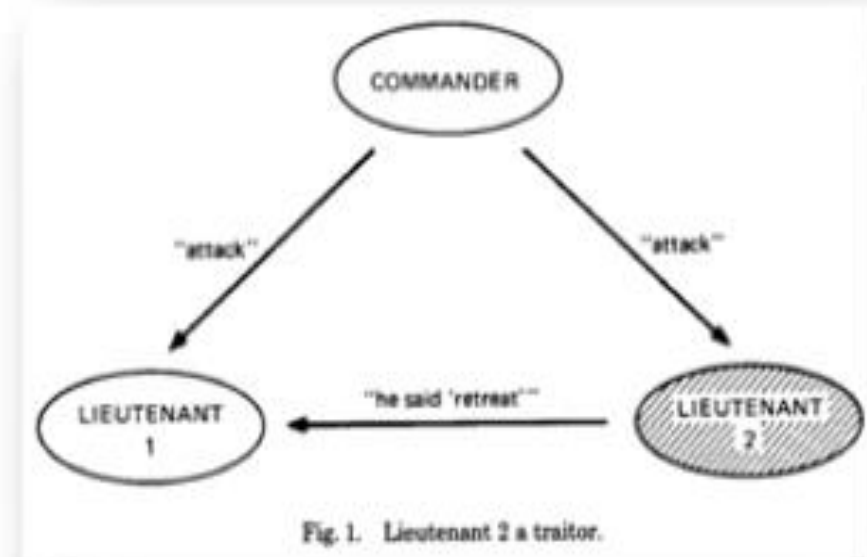 COMMANDER
"attack"
"attack"
LIEUTENANT
1
"he said 'retreat'"
LIEUTENANT
2
Fig. 1. Lieutenant 2 a traitor.